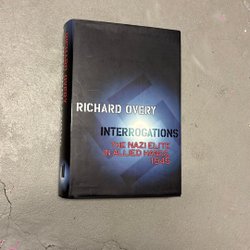 RICHARD OVERY
INTERROGATIONS
THE NAZI ELITE
IN ALLIED HANDS,
1945